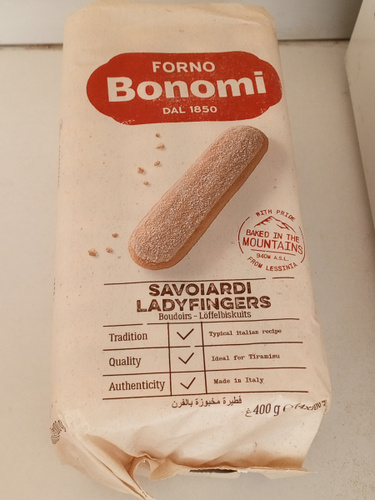 FORNO
Bonomi
DAL 1850
WITH PRIDE
BAKED IN THE
MOUNTAINS
FROM LESSINIA
SAVOIARDI
LADYFINGERS
Boudoirs - Löffelbiskuits
Tradition ✓ Typical italian recipe
Quality ✓ Ideal for Tiramisu
Authenticity ✓ Made in Italy
فطيرة مخبوزة بالفرن
400 g